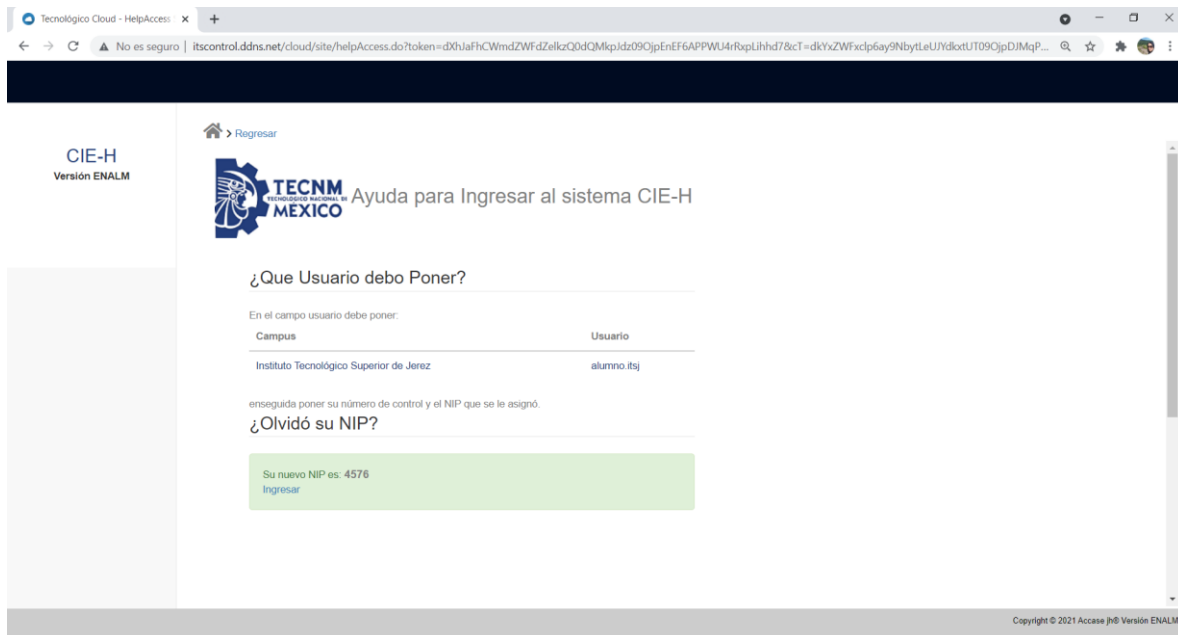 Tecnológico Cloud - HelpAccess
No es seguro | itscontrol.ddns.net/cloud/site/helpAccess.do?token=dXhJaFhCWmdZWFdZelkzQ0dQMkpJdz09OjpEnEF6APPWU4rRxpLihhd7&cT=dkYxZWFxclp6ay9NbytLeUJYdkxtUT09OjpDJMqP...
CIE-H
Versión ENALM
> Regresar
TECNM
TECNOLÓGICO NACIONAL DE
MÉXICO
Ayuda para Ingresar al sistema CIE-H
¿Que Usuario debo Poner?
En el campo usuario debe poner:
Campus Usuario
Instituto Tecnológico Superior de Jerez alumno.itsj
enseguida poner su número de control y el NIP que se le asignó.
¿Olvidó su NIP?
Su nuevo NIP es: 4576
Ingresar
Copyright © 2021 Accase jh® Versión ENALM